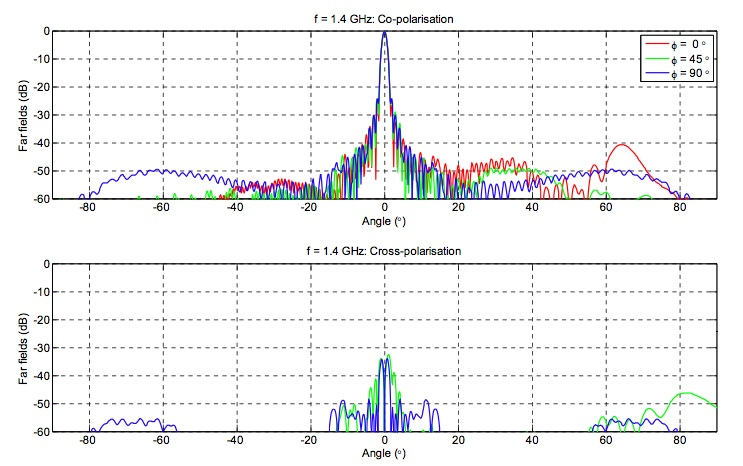 f = 1.4 GHz: Co-polarisation
0
-10
-20
-30
-40
-50
-60
Far fields (dB)
ϕ = 0°
ϕ = 45°
ϕ = 90°
-80 -60 -40 -20 0 20 40 60 80
Angle (°)
f = 1.4 GHz: Cross-polarisation
0
-10
-20
-30
-40
-50
-60
Far fields (dB)
-80 -60 -40 -20 0 20 40 60 80
Angle (°)